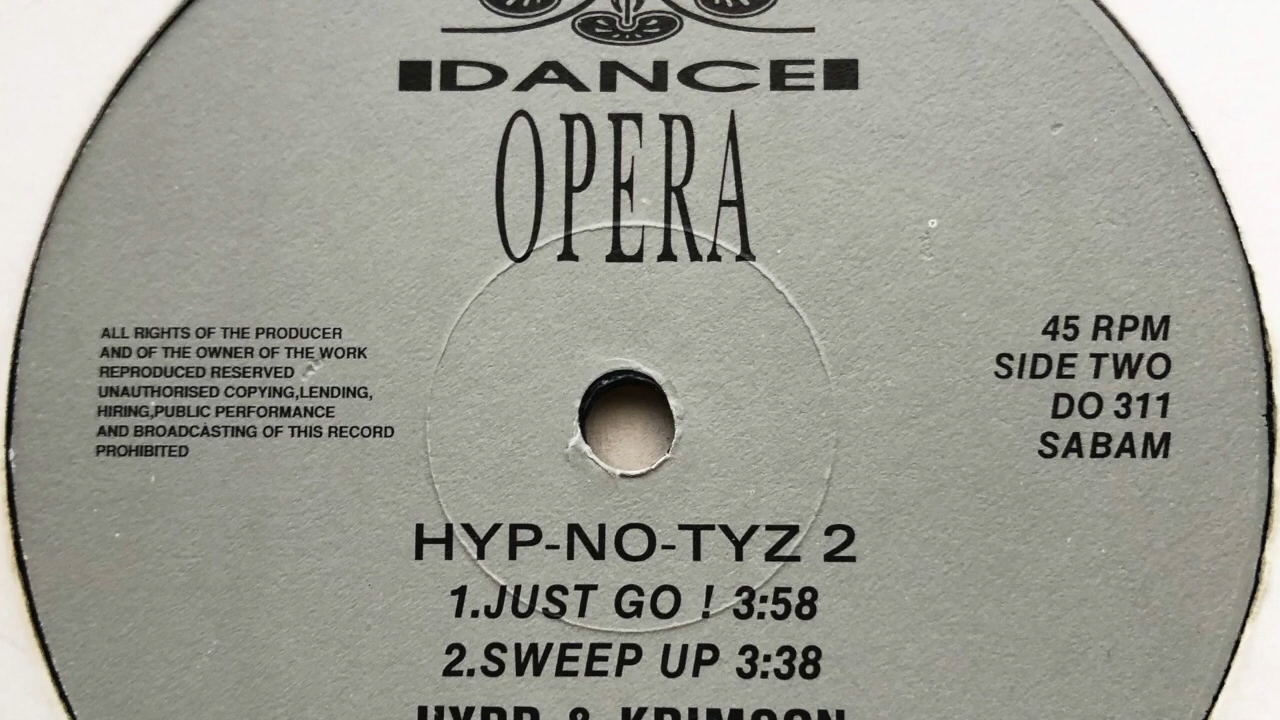 DANCE
OPERA
ALL RIGHTS OF THE PRODUCER
AND OF THE OWNER OF THE WORK
REPRODUCED RESERVED
UNAUTHORISED COPYING,LENDING,
HIRING,PUBLIC PERFORMANCE
AND BROADCASTING OF THIS RECORD
PROHIBITED
45 RPM
SIDE TWO
DO 311
SABAM
HYP-NO-TYZ 2
1.JUST GO ! 3:58
2.SWEEP UP 3:38